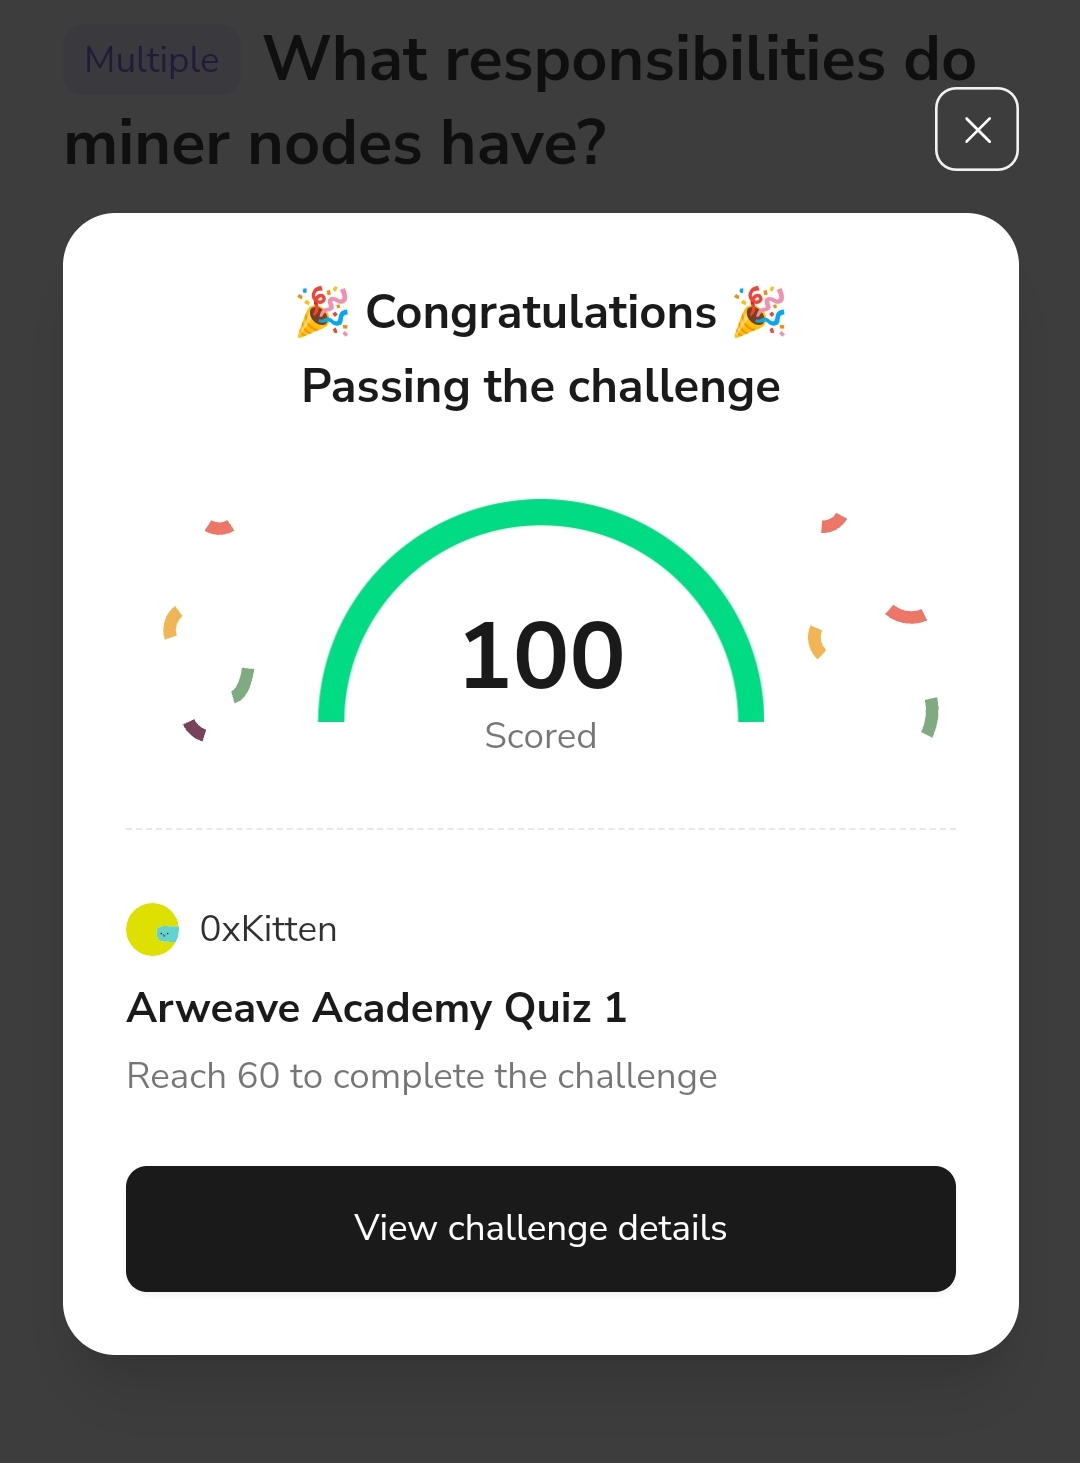 Multiple What responsibilities do
miner nodes have?
🎉 Congratulations 🎉
Passing the challenge
100
Scored
0xKitten
Arweave Academy Quiz 1
Reach 60 to complete the challenge
View challenge details